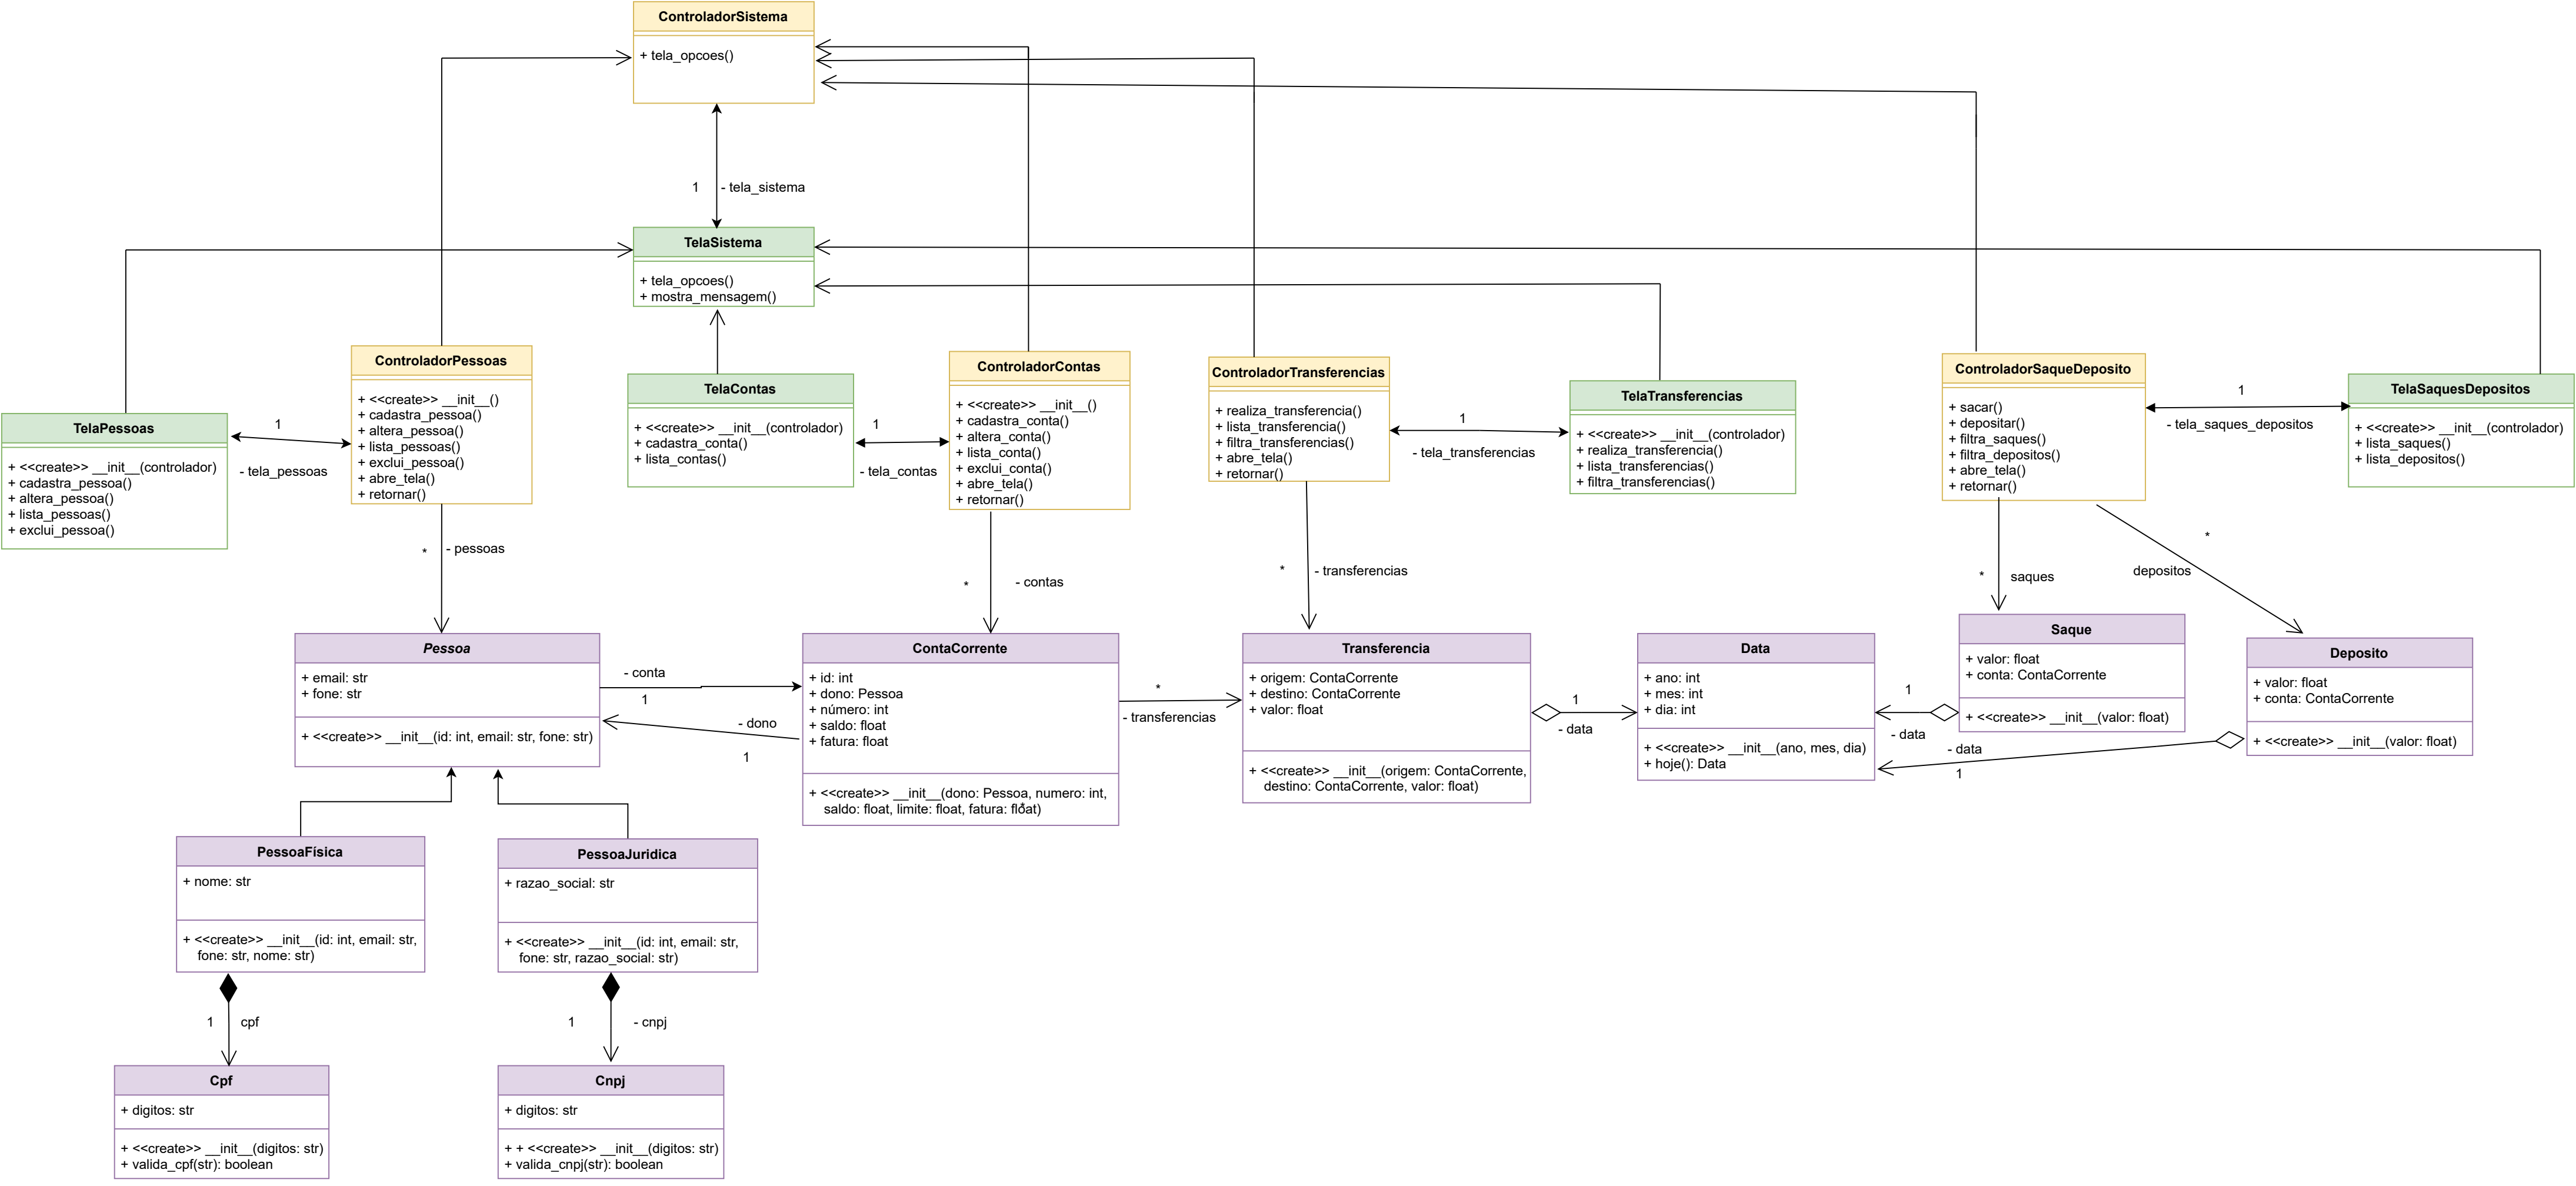 ControladorSistema
+ tela_opcoes()
1
- tela_sistema
TelaSistema
+ tela_opcoes()
+ mostra_mensagem()
ControladorPessoas
+ <<create>> __init__()
+ cadastra_pessoa()
+ altera_pessoa()
+ lista_pessoas()
+ exclui_pessoa()
+ abre_tela()
+ retornar()
TelaPessoas
+ <<create>> __init__(controlador)
+ cadastra_pessoa()
+ altera_pessoa()
+ lista_pessoas()
+ exclui_pessoa()
1
- tela_pessoas
TelaContas
+ <<create>> __init__(controlador)
+ cadastra_conta()
+ lista_contas()
1
- tela_contas
ControladorContas
+ <<create>> __init__()
+ cadastra_conta()
+ altera_conta()
+ lista_conta()
+ exclui_conta()
+ abre_tela()
+ retornar()
ControladorTransferencias
+ realiza_transferencia()
+ lista_transferencia()
+ filtra_transferencias()
+ abre_tela()
+ retornar()
1
- tela_transferencias
TelaTransferencias
+ <<create>> __init__(controlador)
+ realiza_transferencia()
+ lista_transferencias()
+ filtra_transferencias()
ControladorSaqueDeposito
+ sacar()
+ depositar()
+ filtra_saques()
+ filtra_depositos()
+ abre_tela()
+ retornar()
1
- tela_saques_depositos
TelaSaquesDepositos
+ <<create>> __init__(controlador)
+ lista_saques()
+ lista_depositos()
*
- pessoas
*
- contas
*
- transferencias
*
saques
*
depositos
Pessoa
+ email: str
+ fone: str
+ <<create>> __init__(id: int, email: str, fone: str)
- conta
1
- dono
1
ContaCorrente
+ id: int
+ dono: Pessoa
+ número: int
+ saldo: float
+ fatura: float
+ <<create>> __init__(dono: Pessoa, numero: int,
saldo: float, limite: float, fatura: float)
*
*
- transferencias
Transferencia
+ origem: ContaCorrente
+ destino: ContaCorrente
+ valor: float
+ <<create>> __init__(origem: ContaCorrente,
destino: ContaCorrente, valor: float)
1
- data
Data
+ ano: int
+ mes: int
+ dia: int
+ <<create>> __init__(ano, mes, dia)
+ hoje(): Data
1
- data
- data
1
Saque
+ valor: float
+ conta: ContaCorrente
+ <<create>> __init__(valor: float)
Deposito
+ valor: float
+ conta: ContaCorrente
+ <<create>> __init__(valor: float)
PessoaFísica
+ nome: str
+ <<create>> __init__(id: int, email: str,
fone: str, nome: str)
PessoaJuridica
+ razao_social: str
+ <<create>> __init__(id: int, email: str,
fone: str, razao_social: str)
1
cpf
1
- cnpj
Cpf
+ digitos: str
+ <<create>> __init__(digitos: str)
+ valida_cpf(str): boolean
Cnpj
+ digitos: str
+ + <<create>> __init__(digitos: str)
+ valida_cnpj(str): boolean